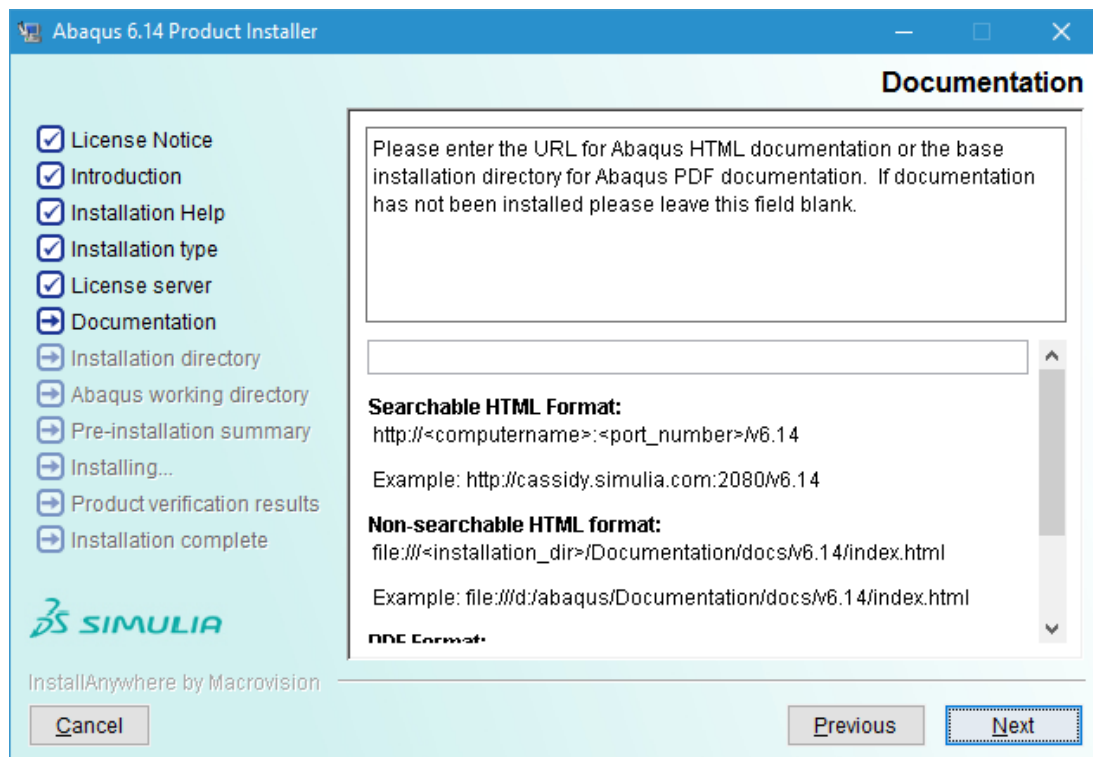 Abaqus 6.14 Product Installer
Documentation
License Notice
Introduction
Installation Help
Installation type
License server
Documentation
Installation directory
Abaqus working directory
Pre-installation summary
Installing...
Product verification results
Installation complete
Please enter the URL for Abaqus HTML documentation or the base
installation directory for Abaqus PDF documentation. If documentation
has not been installed please leave this field blank.
Searchable HTML Format:
http://<computername>:<port_number>/v6.14
Example: http://cassidy.simulia.com:2080/v6.14
Non-searchable HTML format:
file:///<installation_dir>/Documentation/docs/v6.14/index.html
Example: file:///d:/abaqus/Documentation/docs/v6.14/index.html
PDF Format:
SIMULIA
InstallAnywhere by Macrovision
Cancel
Previous
Next